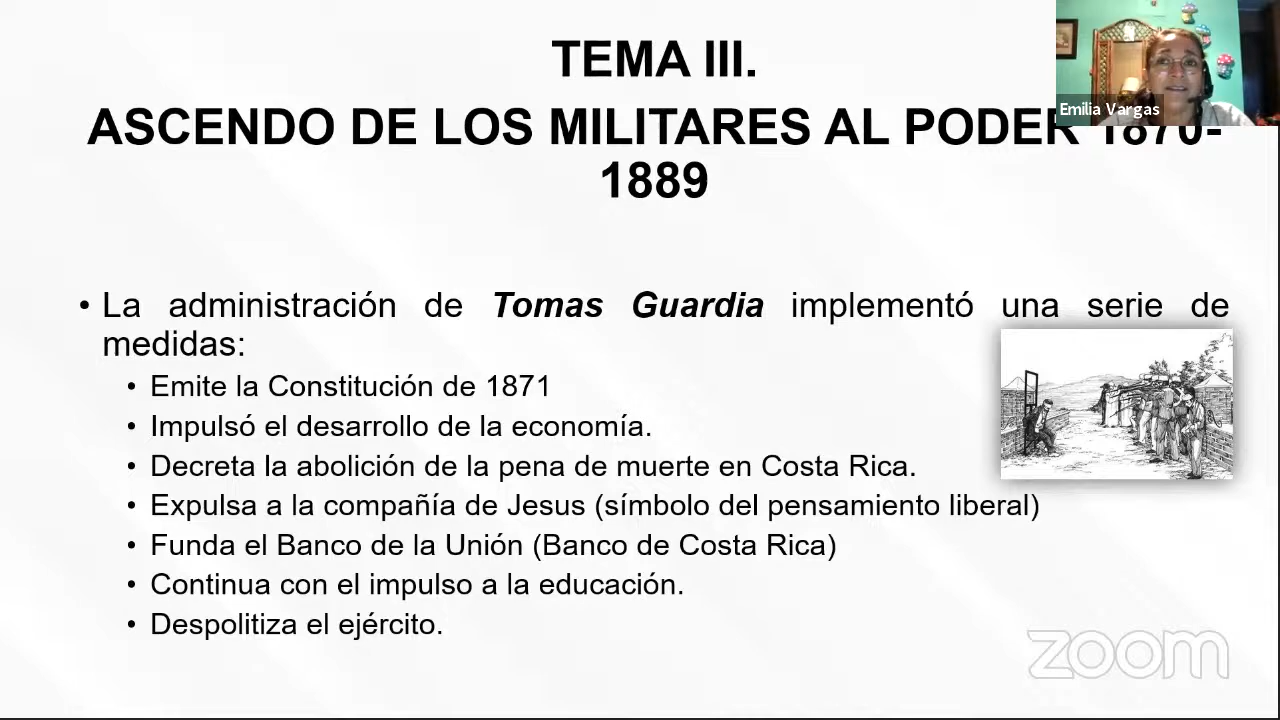 TEMA III.
ASCENDO DE LOS MILITARES AL PODER 1870-
1889
Emilia Vargas
• La administración de Tomas Guardia implementó una serie de
medidas:
• Emite la Constitución de 1871
• Impulsó el desarrollo de la economía.
• Decreta la abolición de la pena de muerte en Costa Rica.
• Expulsa a la compañía de Jesus (símbolo del pensamiento liberal)
• Funda el Banco de la Unión (Banco de Costa Rica)
• Continua con el impulso a la educación.
• Despolitiza el ejército.
zoom